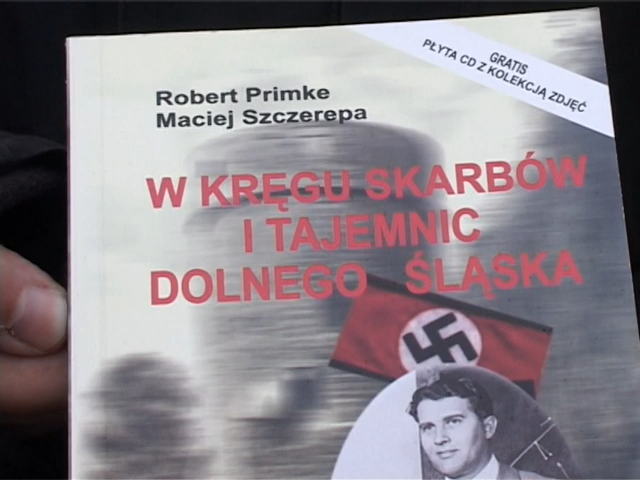 GRATIS
PŁYTA CD Z KOLEKCJĄ ZDJĘĆ
Robert Primke
Maciej Szczerepa
W KRĘGU SKARBÓW
I TAJEMNIC
DOLNEGO ŚLĄSKA